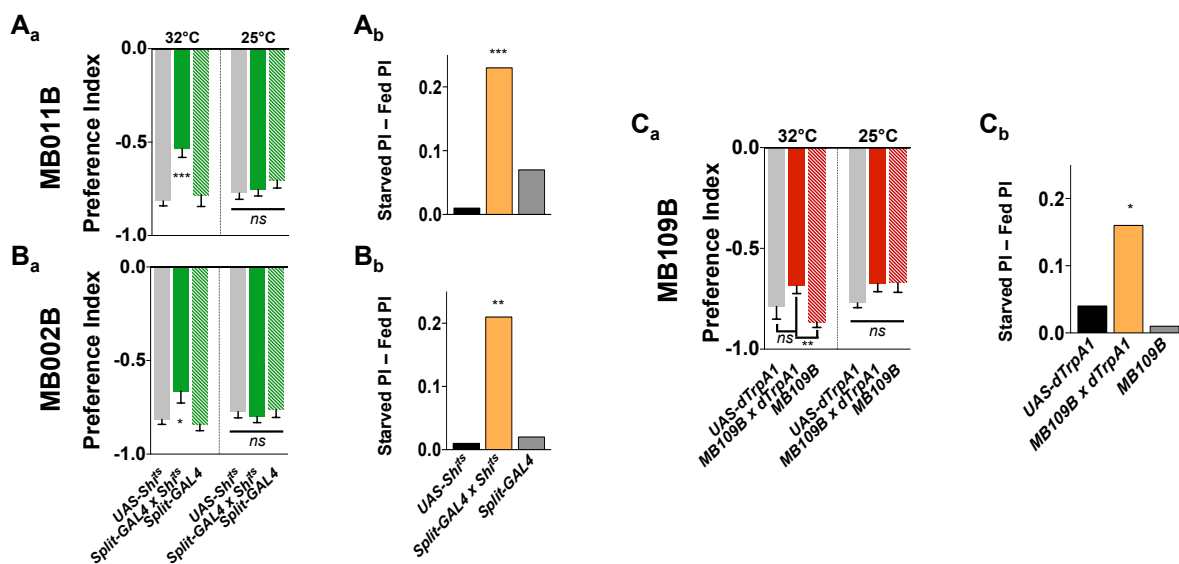 Aa
32°C 25°C
MB011B
Preference Index
0.0
-0.5
-1.0
***
ns
Ab
Starved PI – Fed PI
0.2
0.1
0.0
***
Ba
MB002B
Preference Index
0.0
-0.5
-1.0
*
ns
UAS-Shits
Split-GAL4 x Shits
Split-GAL4
UAS-Shits
Split-GAL4 x Shits
Split-GAL4
Bb
Starved PI – Fed PI
0.2
0.1
0.0
**
UAS-Shits
Split-GAL4 x Shits
Split-GAL4
Ca
32°C 25°C
MB109B
Preference Index
0.0
-0.5
-1.0
ns
**
ns
UAS-dTrpA1
MB109B x dTrpA1
MB109B
UAS-dTrpA1
MB109B x dTrpA1
MB109B
Cb
Starved PI – Fed PI
0.2
0.1
0.0
*
UAS-dTrpA1
MB109B x dTrpA1
MB109B